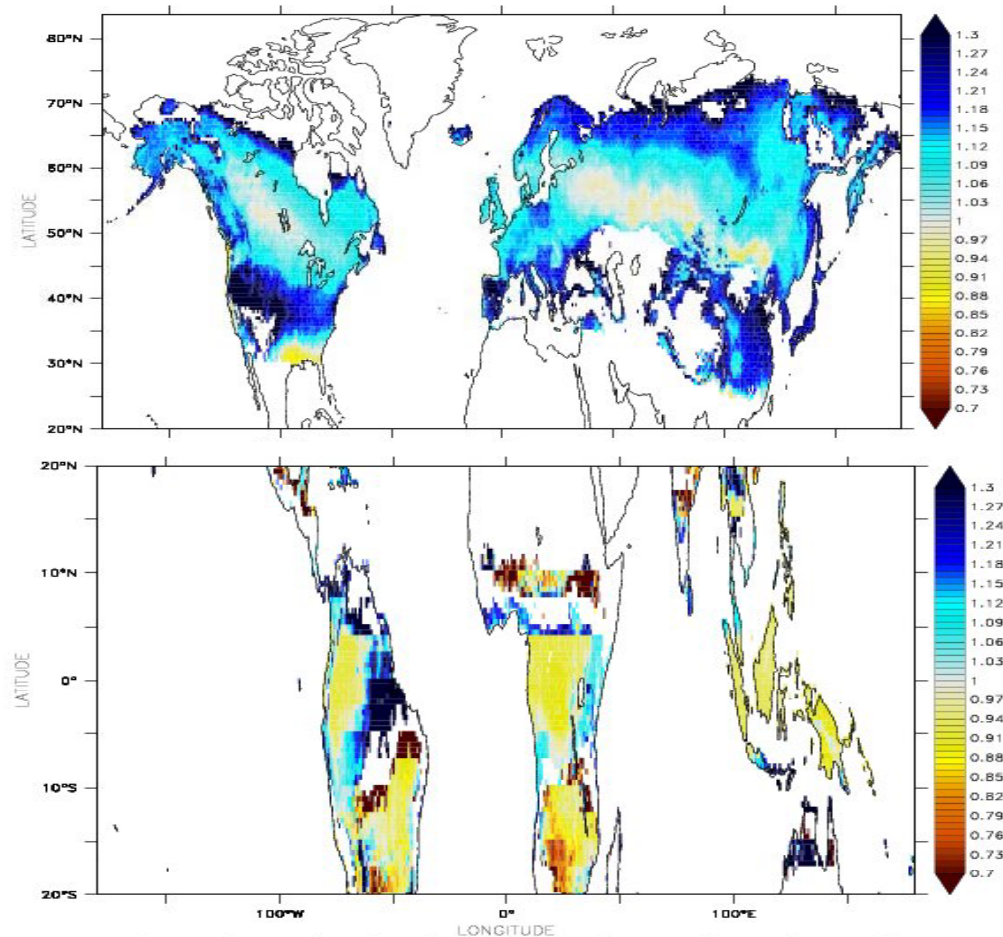 80°N
70°N
60°N
50°N
40°N
30°N
20°N
LATITUDE
1.3
1.27
1.24
1.21
1.18
1.15
1.12
1.09
1.06
1.03
1
0.97
0.94
0.91
0.88
0.85
0.82
0.79
0.76
0.73
0.7
20°N
10°N
0°
10°S
20°S
LATITUDE
100°W
0°
100°E
LONGITUDE
1.3
1.27
1.24
1.21
1.18
1.15
1.12
1.09
1.06
1.03
1
0.97
0.94
0.91
0.88
0.85
0.82
0.79
0.76
0.73
0.7